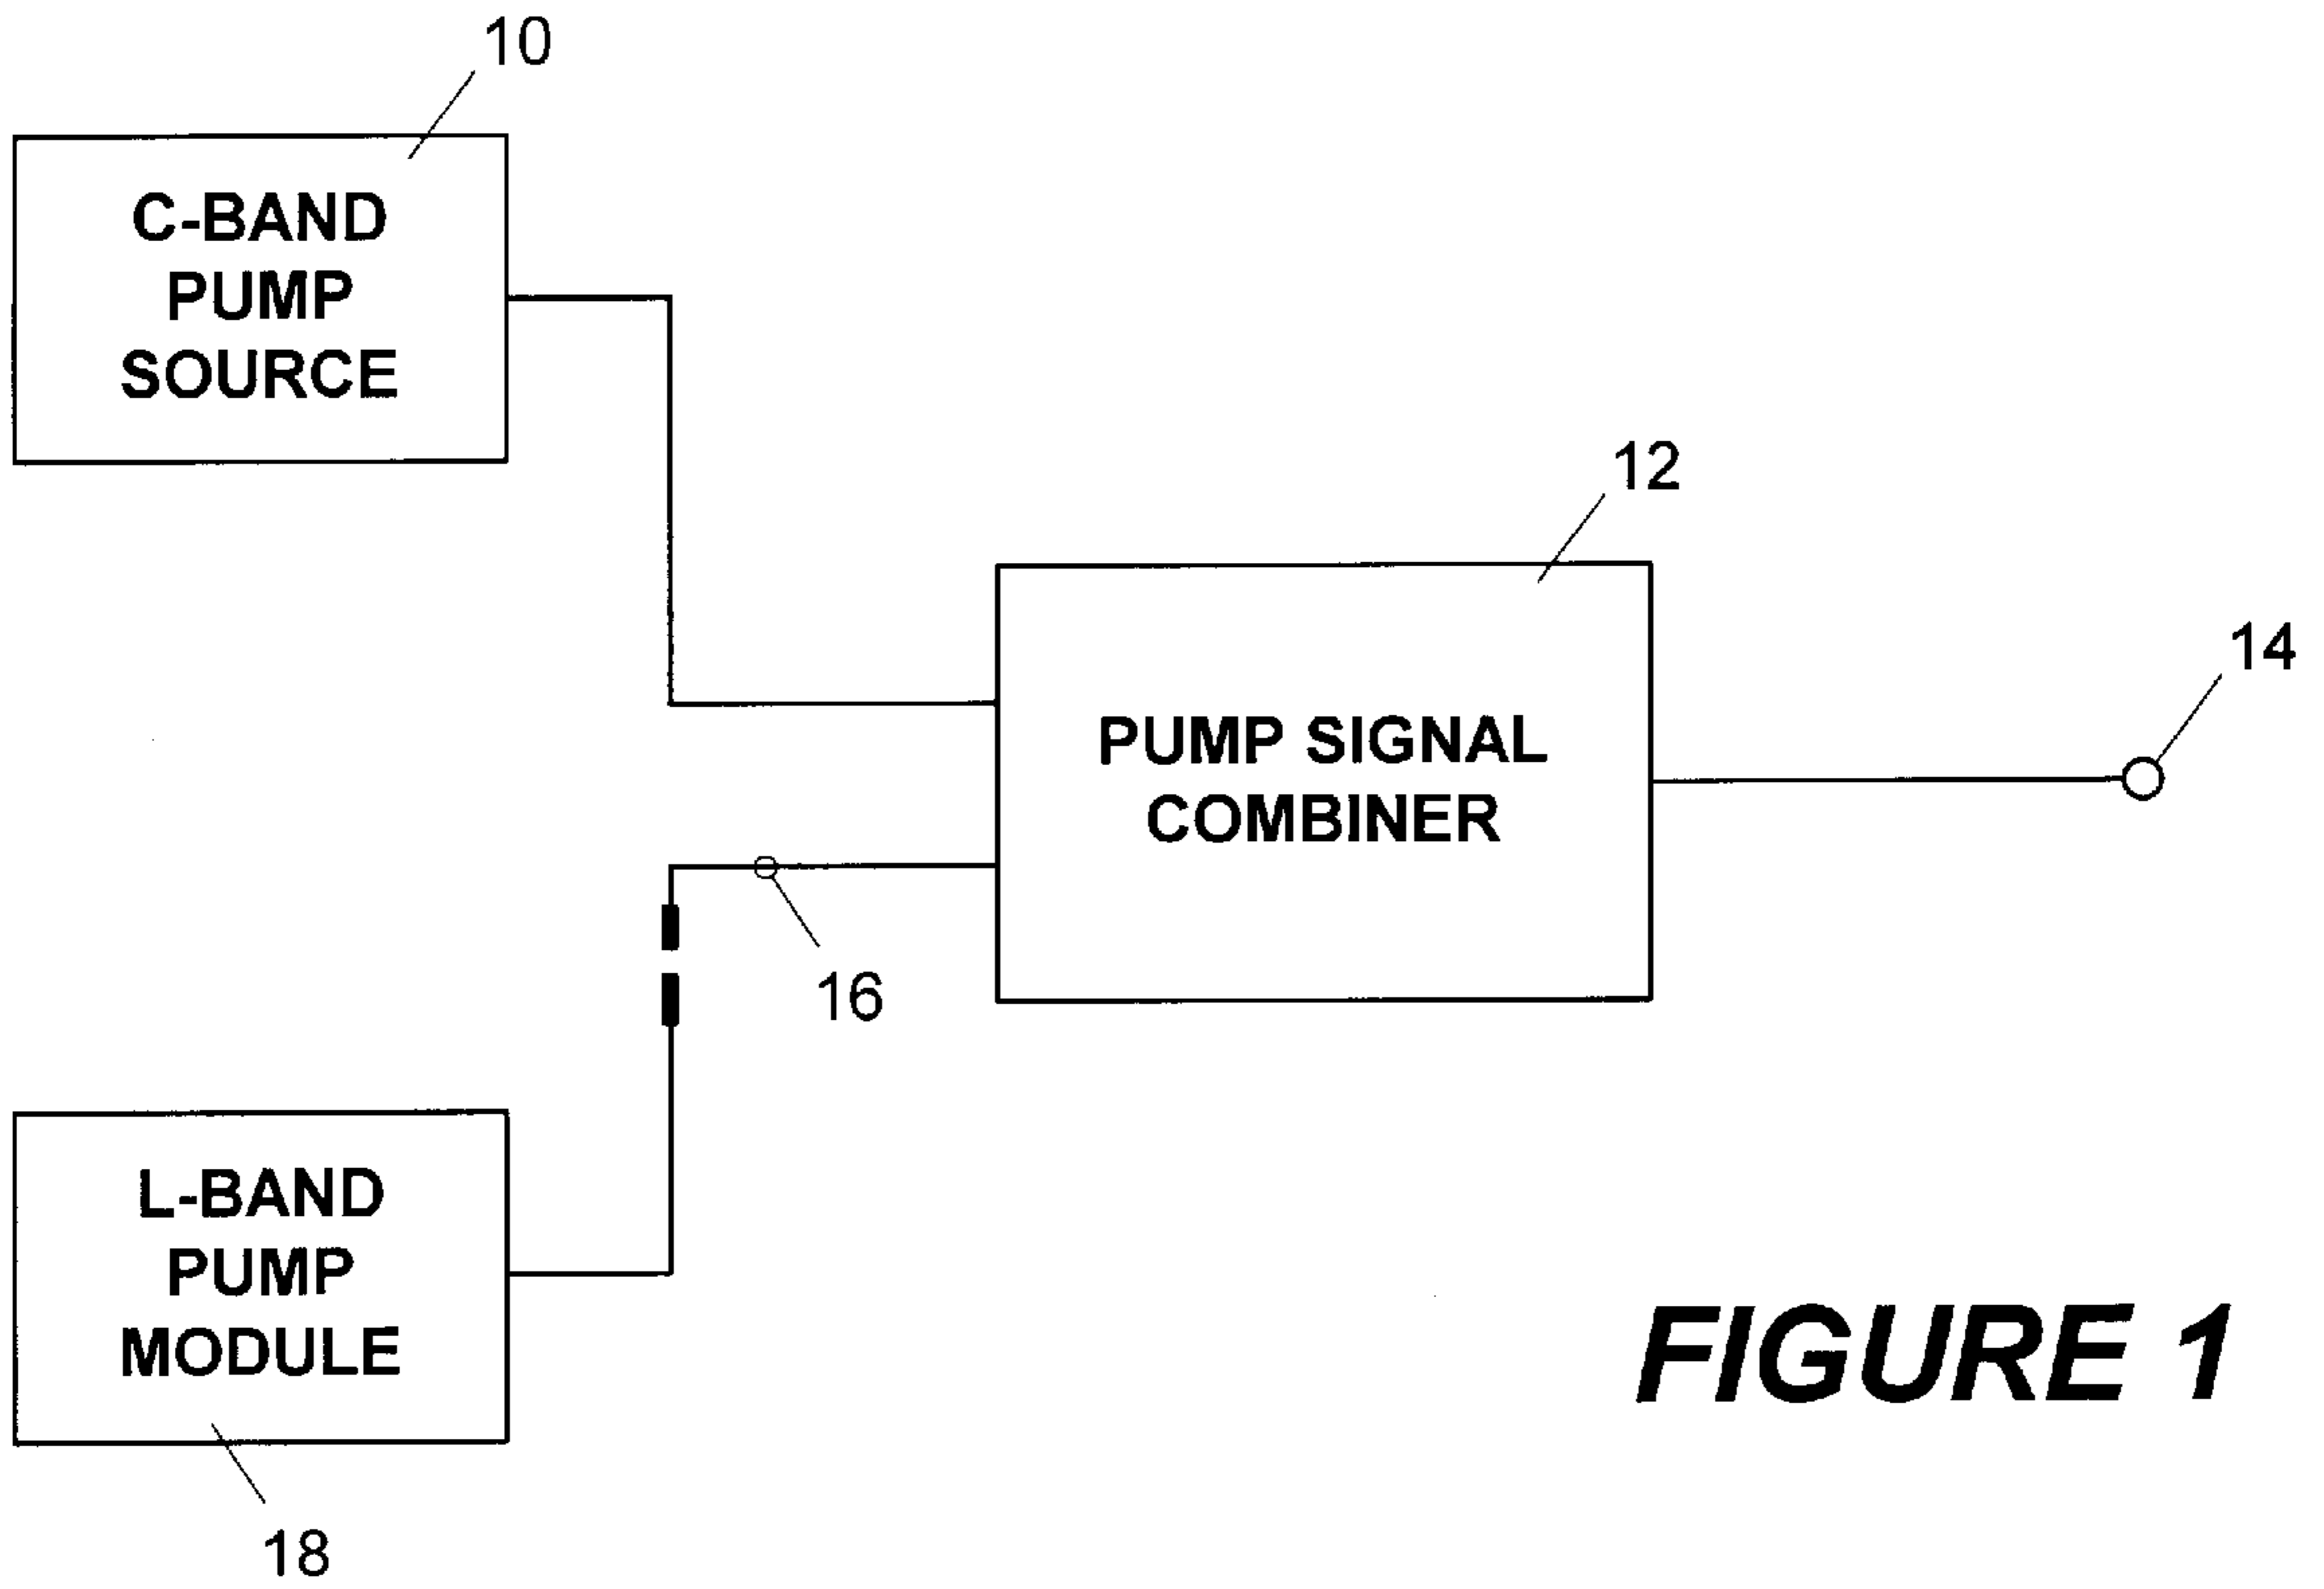 10
C-BAND
PUMP
SOURCE
12
14
PUMP SIGNAL
COMBINER
16
L-BAND
PUMP
MODULE
18
FIGURE 1